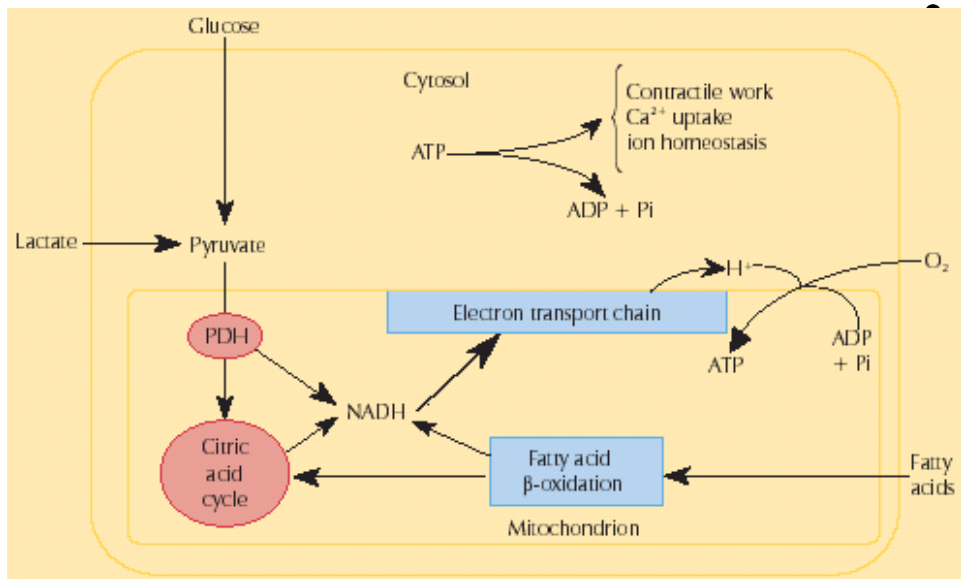 Glucose
Cytosol
Contractile work
Ca²⁺ uptake
ion homeostasis
ATP
ADP + Pi
Lactate
Pyruvate
H⁺
O₂
Electron transport chain
PDH
ATP
ADP
+ Pi
NADH
Citric
acid
cycle
Fatty acid
β-oxidation
Fatty
acids
Mitochondrion